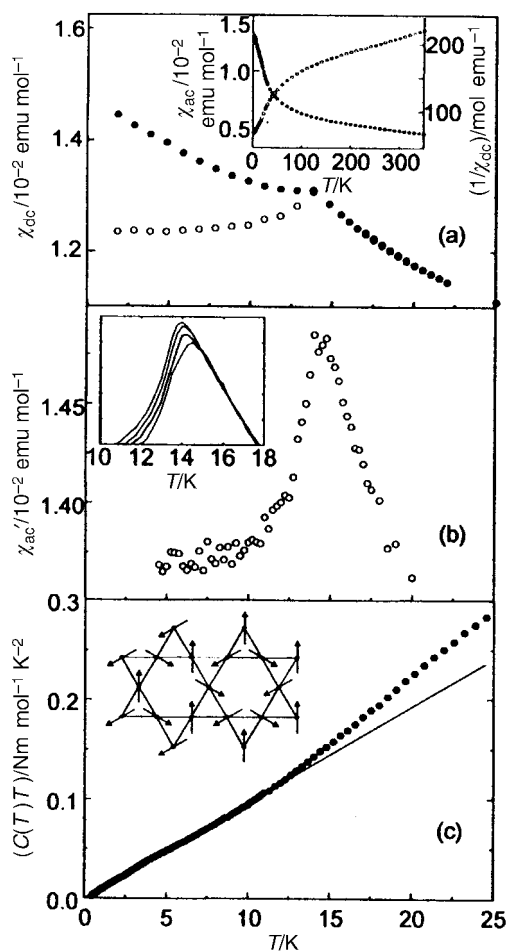 1.6
1.4
1.2
χdc/10⁻² emu mol⁻¹
1.5
1.0
0.5
χac/10⁻²
emu mol⁻¹
200
100
(1/χdc)/mol emu⁻¹
0 100 200 300
T/K
(a)
1.45
1.40
χac′/10⁻² emu mol⁻¹
10 12 14 16 18
T/K
(b)
0.3
0.2
0.1
0.0
(C(T)T)/Nm mol⁻¹ K⁻²
(c)
0 5 10 15 20 25
T/K